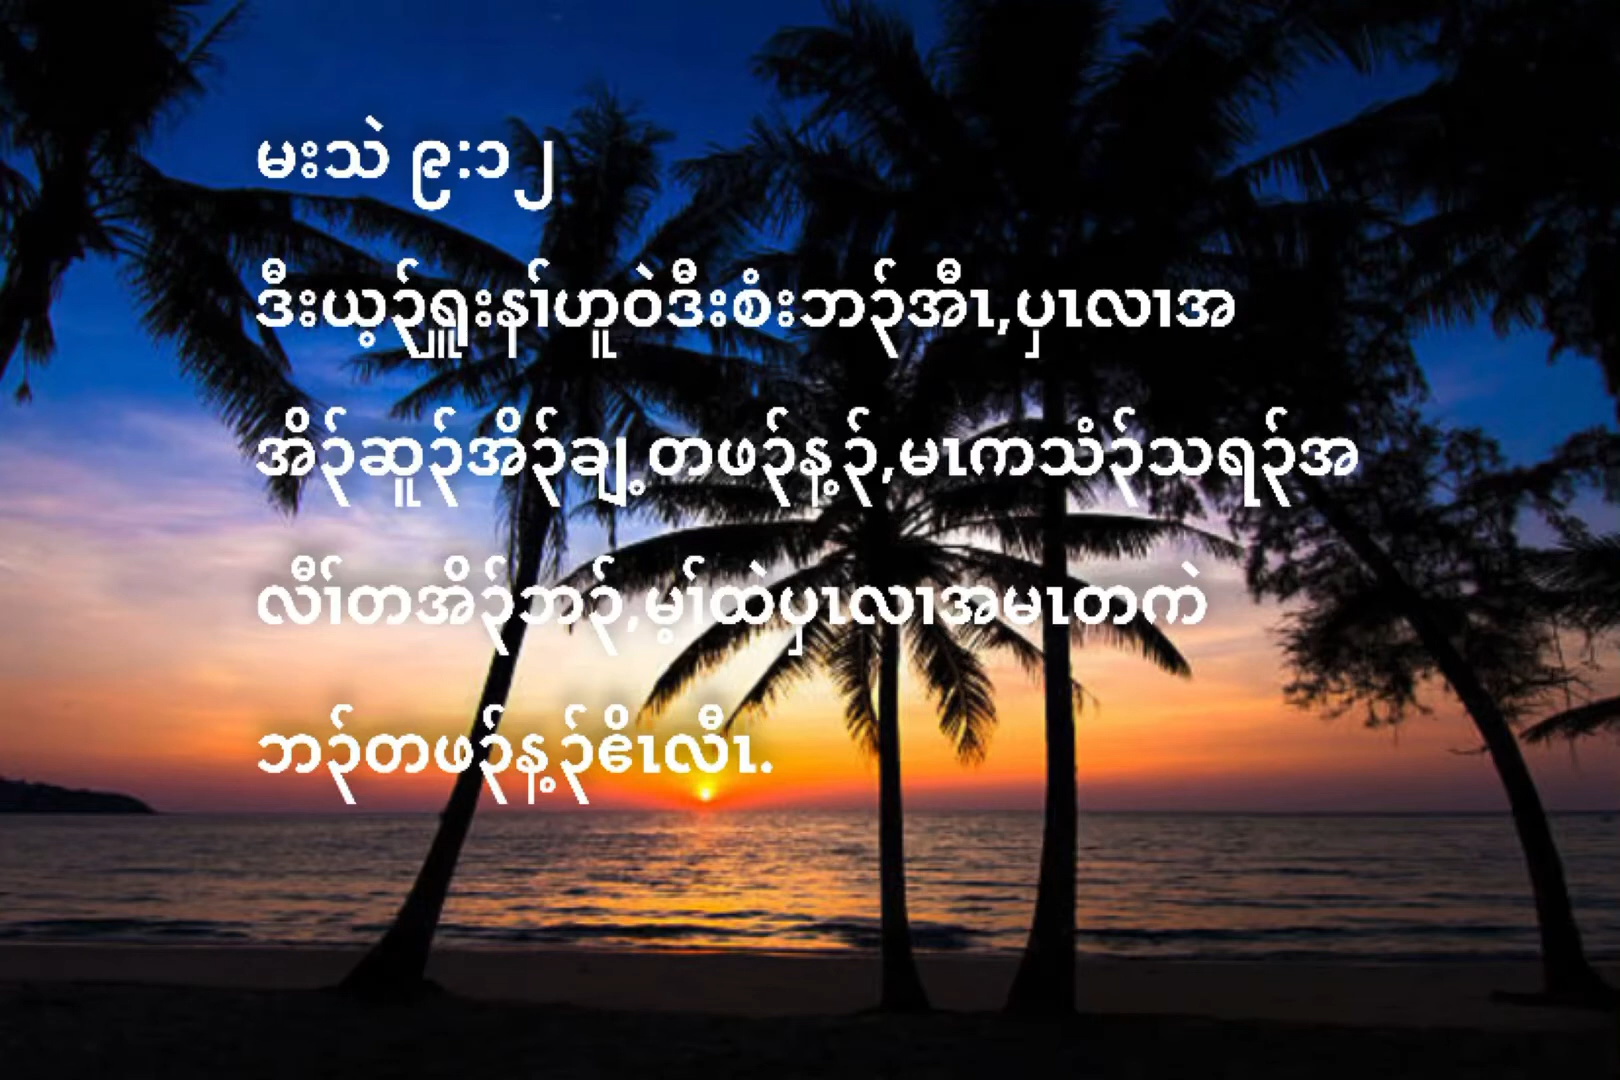 မးသဲ ၉:၁၂
ဒီးယ့ၣ်ရှူးနၢ်ဟူဝဲဒီးစံးဘၣ်အီၤ,ပှၤလၢအ
အိၣ်ဆူၣ်အိၣ်ချ့တဖၣ်န့ၣ်,မၤကသံၣ်သရၣ်အ
လီၢ်တအိၣ်ဘၣ်,မ့ၢ်ထဲပှၤလၢအမၤတကဲ
ဘၣ်တဖၣ်န့ၣ်ဧိၤလီၤ.